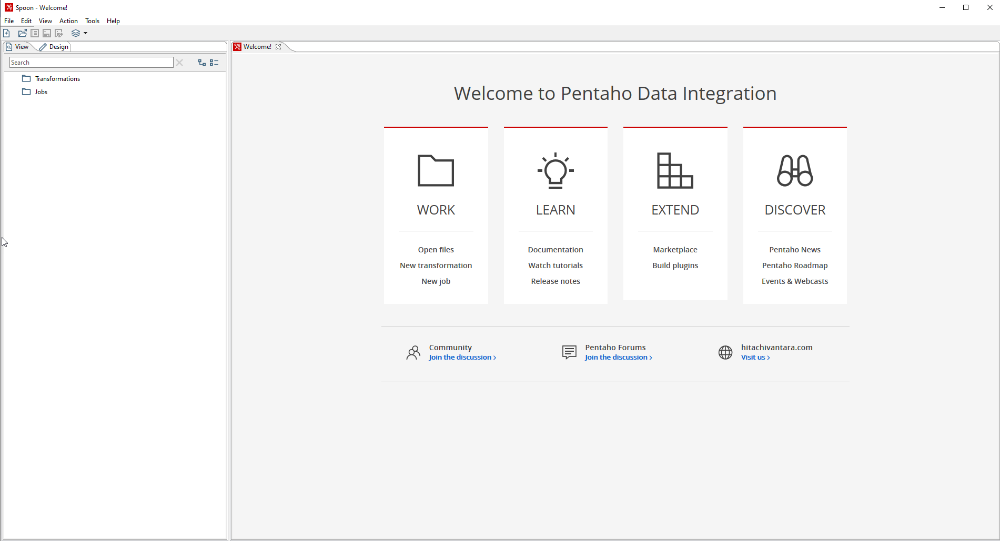 Spoon - Welcome!
File Edit View Action Tools Help
View Design
Welcome!
Search
Transformations
Jobs
Welcome to Pentaho Data Integration
WORK
Open files
New transformation
New job
LEARN
Documentation
Watch tutorials
Release notes
EXTEND
Marketplace
Build plugins
DISCOVER
Pentaho News
Pentaho Roadmap
Events & Webcasts
Community
Join the discussion >
Pentaho Forums
Join the discussion >
hitachivantara.com
Visit us >